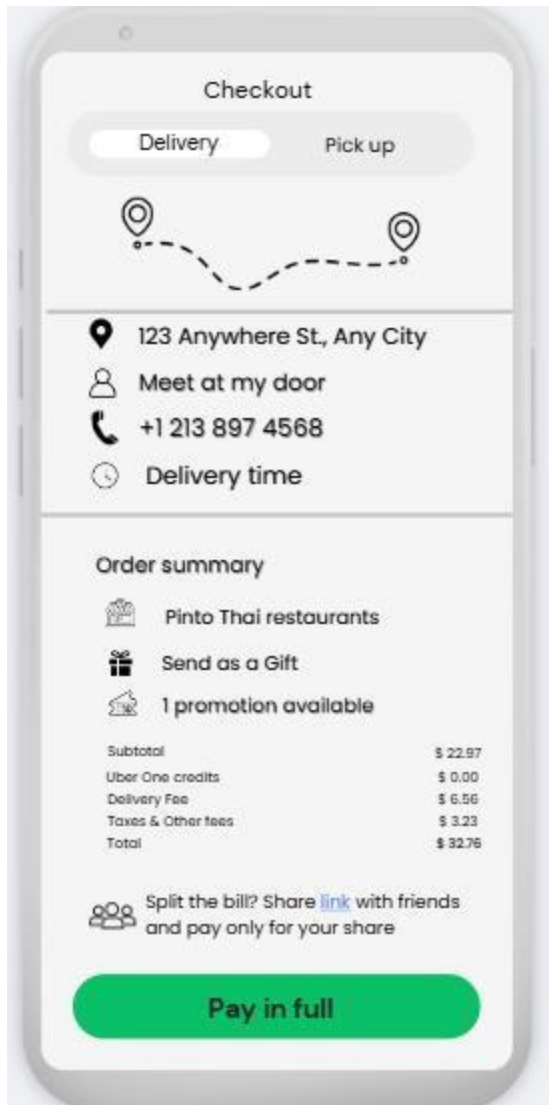 Checkout
Delivery Pick up
123 Anywhere St., Any City
Meet at my door
+1 213 897 4568
Delivery time
Order summary
Pinto Thai restaurants
Send as a Gift
1 promotion available
Subtotal $ 22.97
Uber One credits $ 0.00
Delivery Fee $ 6.56
Taxes & Other fees $ 3.23
Total $ 32.76
Split the bill? Share link with friends
and pay only for your share
Pay in full